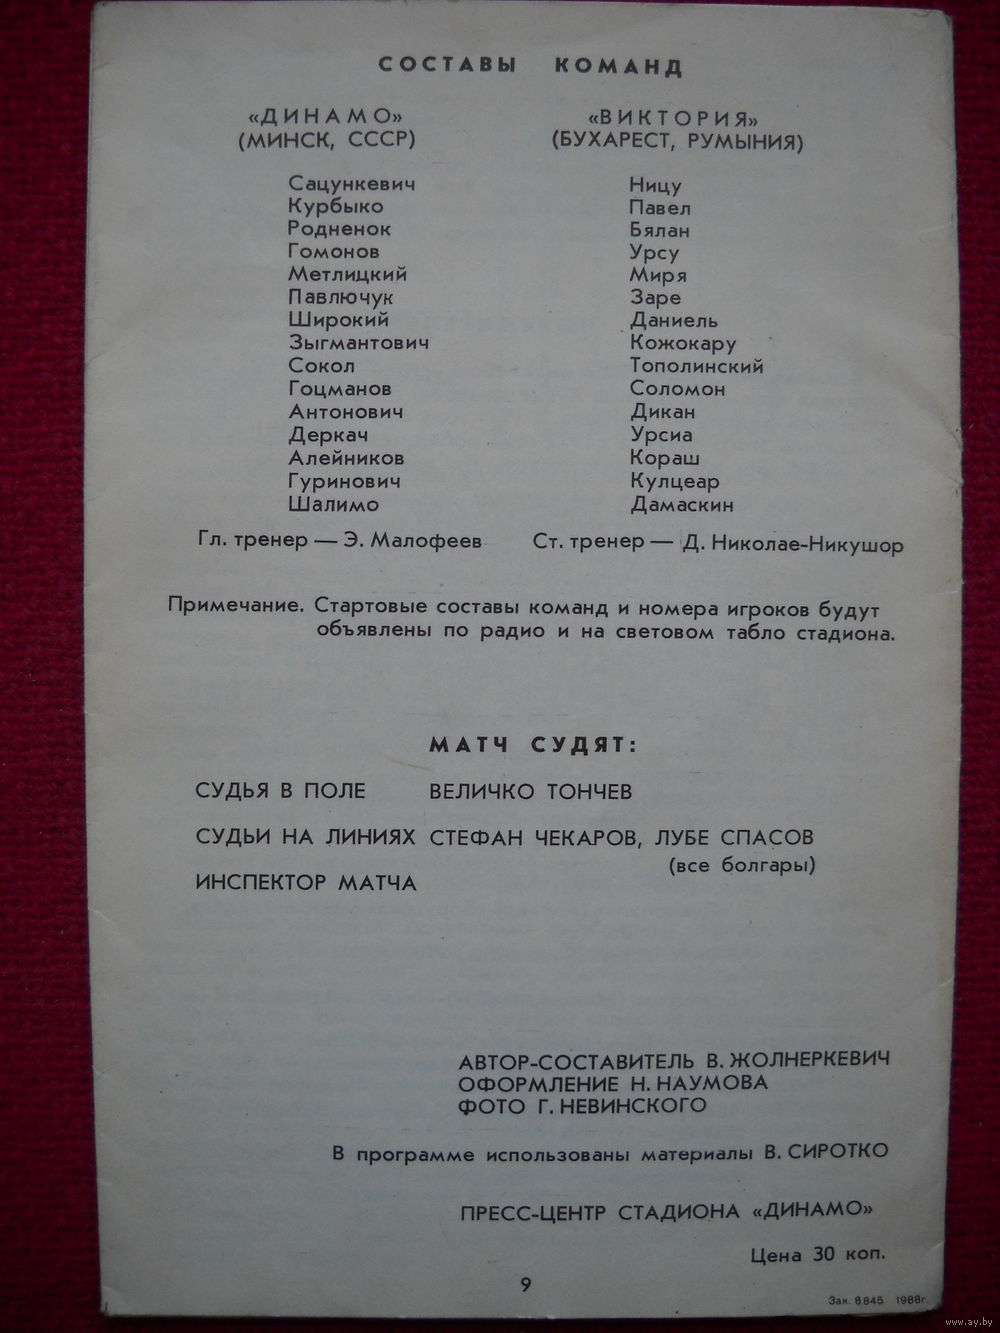 СОСТАВЫ КОМАНД
«ДИНАМО»
(МИНСК, СССР)
Сацункевич
Курбыко
Родненок
Гомонов
Метлицкий
Павлючук
Широкий
Зыгмантович
Сокол
Гоцманов
Антонович
Деркач
Алейников
Гуринович
Шалимо
Гл. тренер — Э. Малофеев
«ВИКТОРИЯ»
(БУХАРЕСТ, РУМЫНИЯ)
Ницу
Павел
Бялан
Урсу
Миря
Заре
Даниель
Кожокару
Тополинский
Соломон
Дикан
Урсиа
Кораш
Кулцеар
Дамаскин
Ст. тренер — Д. Николае-Никушор
Примечание. Стартовые составы команд и номера игроков будут
объявлены по радио и на световом табло стадиона.
МАТЧ СУДЯТ:
СУДЬЯ В ПОЛЕ ВЕЛИЧКО ТОНЧЕВ
СУДЬИ НА ЛИНИЯХ СТЕФАН ЧЕКАРОВ, ЛУБЕ СПАСОВ
(все болгары)
ИНСПЕКТОР МАТЧА
АВТОР-СОСТАВИТЕЛЬ В. ЖОЛНЕРКЕВИЧ
ОФОРМЛЕНИЕ Н. НАУМОВА
ФОТО Г. НЕВИНСКОГО
В программе использованы материалы В. СИРОТКО
ПРЕСС-ЦЕНТР СТАДИОНА «ДИНАМО»
Цена 30 коп.
9
Зак. 8845 1988г.
www.ay.by